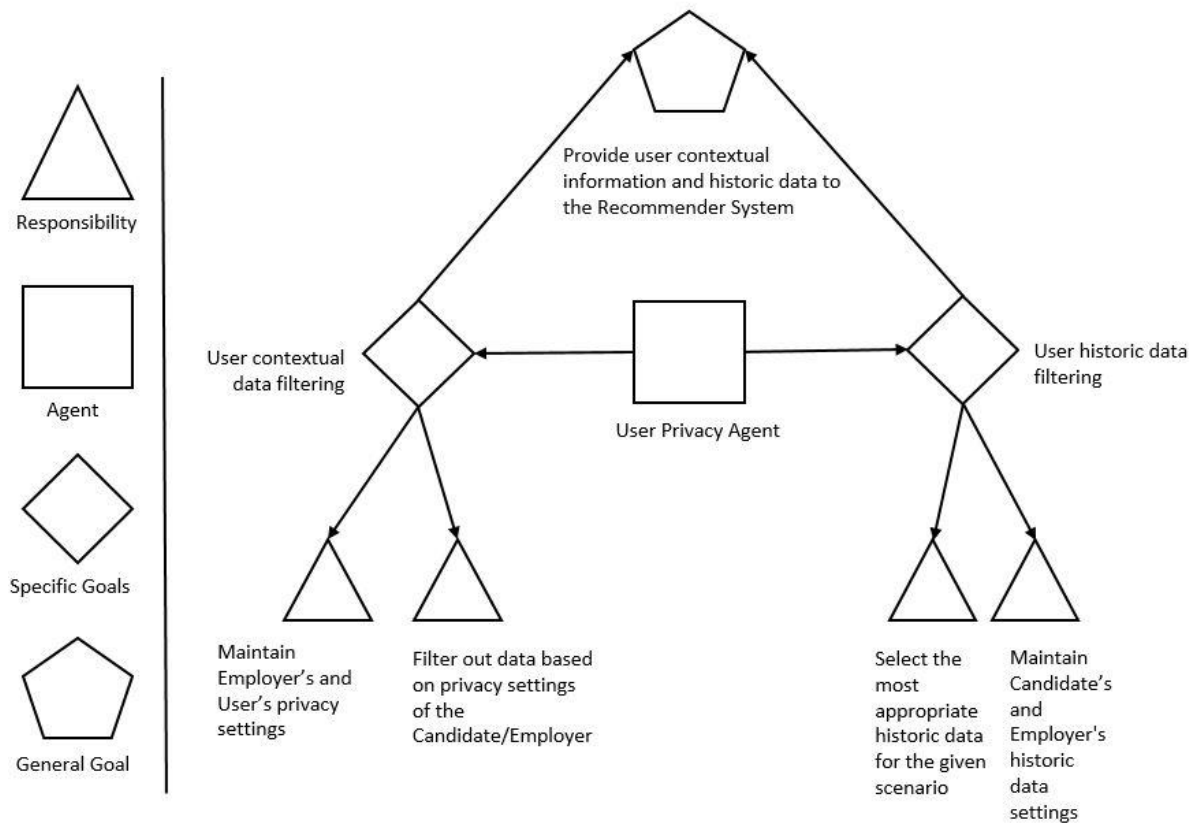 Responsibility
Agent
Specific Goals
General Goal
Provide user contextual
information and historic data to
the Recommender System
User contextual
data filtering
User Privacy Agent
User historic data
filtering
Maintain
Employer’s and
User’s privacy
settings
Filter out data based
on privacy settings
of the
Candidate/Employer
Select the
most
appropriate
historic data
for the given
scenario
Maintain
Candidate’s
and
Employer's
historic
data
settings